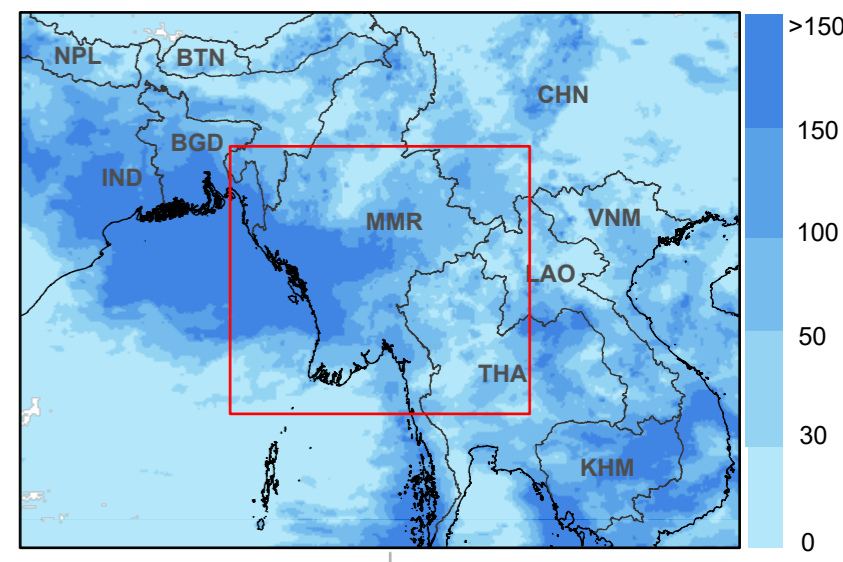 >150
NPL
BTN
CHN
150
BGD
IND
MMR
VNM
100
LAO
50
THA
30
KHM
0